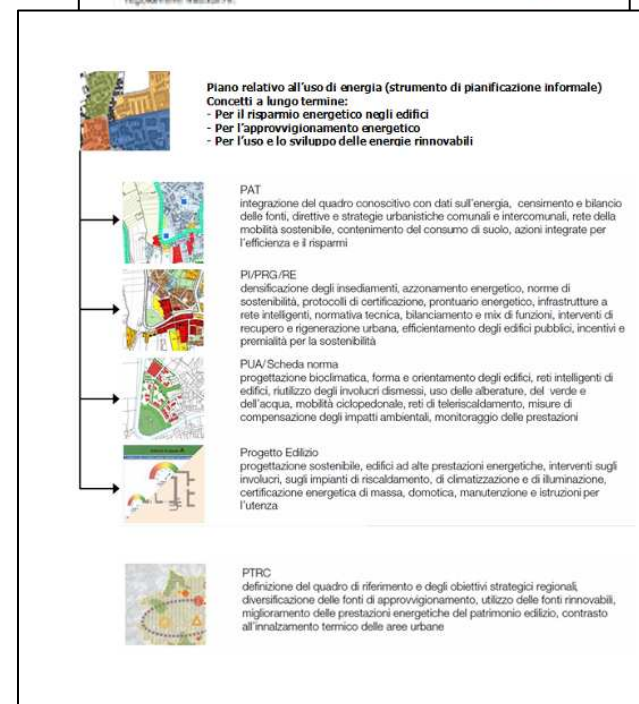 Piano relativo all'uso di energia (strumento di pianificazione informale)
Concetti a lungo termine:
- Per il risparmio energetico negli edifici
- Per l'approvvigionamento energetico
- Per l'uso e lo sviluppo delle energie rinnovabili
PAT
integrazione del quadro conoscitivo con dati sull'energia, censimento e bilancio
delle fonti, direttive e strategie urbanistiche comunali e intercomunali, rete della
mobilità sostenibile, contenimento del consumo di suolo, azioni integrate per
l'efficienza e il risparmi
PI/PRG/RE
densificazione degli insediamenti, azzonamento energetico, norme di
sostenibilità, protocolli di certificazione, prontuario energetico, infrastrutture a
rete intelligenti, normativa tecnica, bilanciamento e mix di funzioni, interventi di
recupero e rigenerazione urbana, efficientamento degli edifici pubblici, incentivi e
premialità per la sostenibilità
PUA/Scheda norma
progettazione bioclimatica, forma e orientamento degli edifici, reti intelligenti di
edifici, riutilizzo degli involucri dismessi, uso delle alberature, del verde e
dell'acqua, mobilità ciclopedonale, reti di teleriscaldamento, misure di
compensazione degli impatti ambientali, monitoraggio delle prestazioni
Progetto Edilizio
progettazione sostenibile, edifici ad alte prestazioni energetiche, interventi sugli
involucri, sugli impianti di riscaldamento, di climatizzazione e di illuminazione,
certificazione energetica di massa, domotica, manutenzione e istruzioni per
l'utenza
PTRC
definizione del quadro di riferimento e degli obiettivi strategici regionali,
diversificazione delle fonti di approvvigionamento, utilizzo delle fonti rinnovabili,
miglioramento delle prestazioni energetiche del patrimonio edilizio, contrasto
all'innalzamento termico delle aree urbane